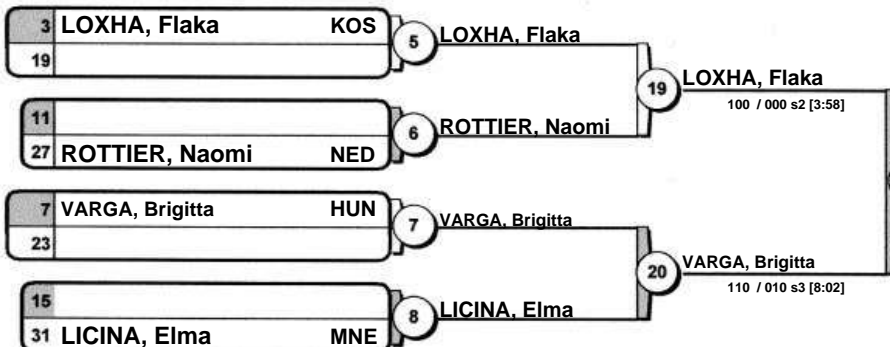 3 LOXHA, Flaka KOS
19
5 LOXHA, Flaka
11
27 ROTTIER, Naomi NED
6 ROTTIER, Naomi
19 LOXHA, Flaka
100 / 000 s2 [3:58]
7 VARGA, Brigitta HUN
23
7 VARGA, Brigitta
15
31 LICINA, Elma MNE
8 LICINA, Elma
20 VARGA, Brigitta
110 / 010 s3 [8:02]